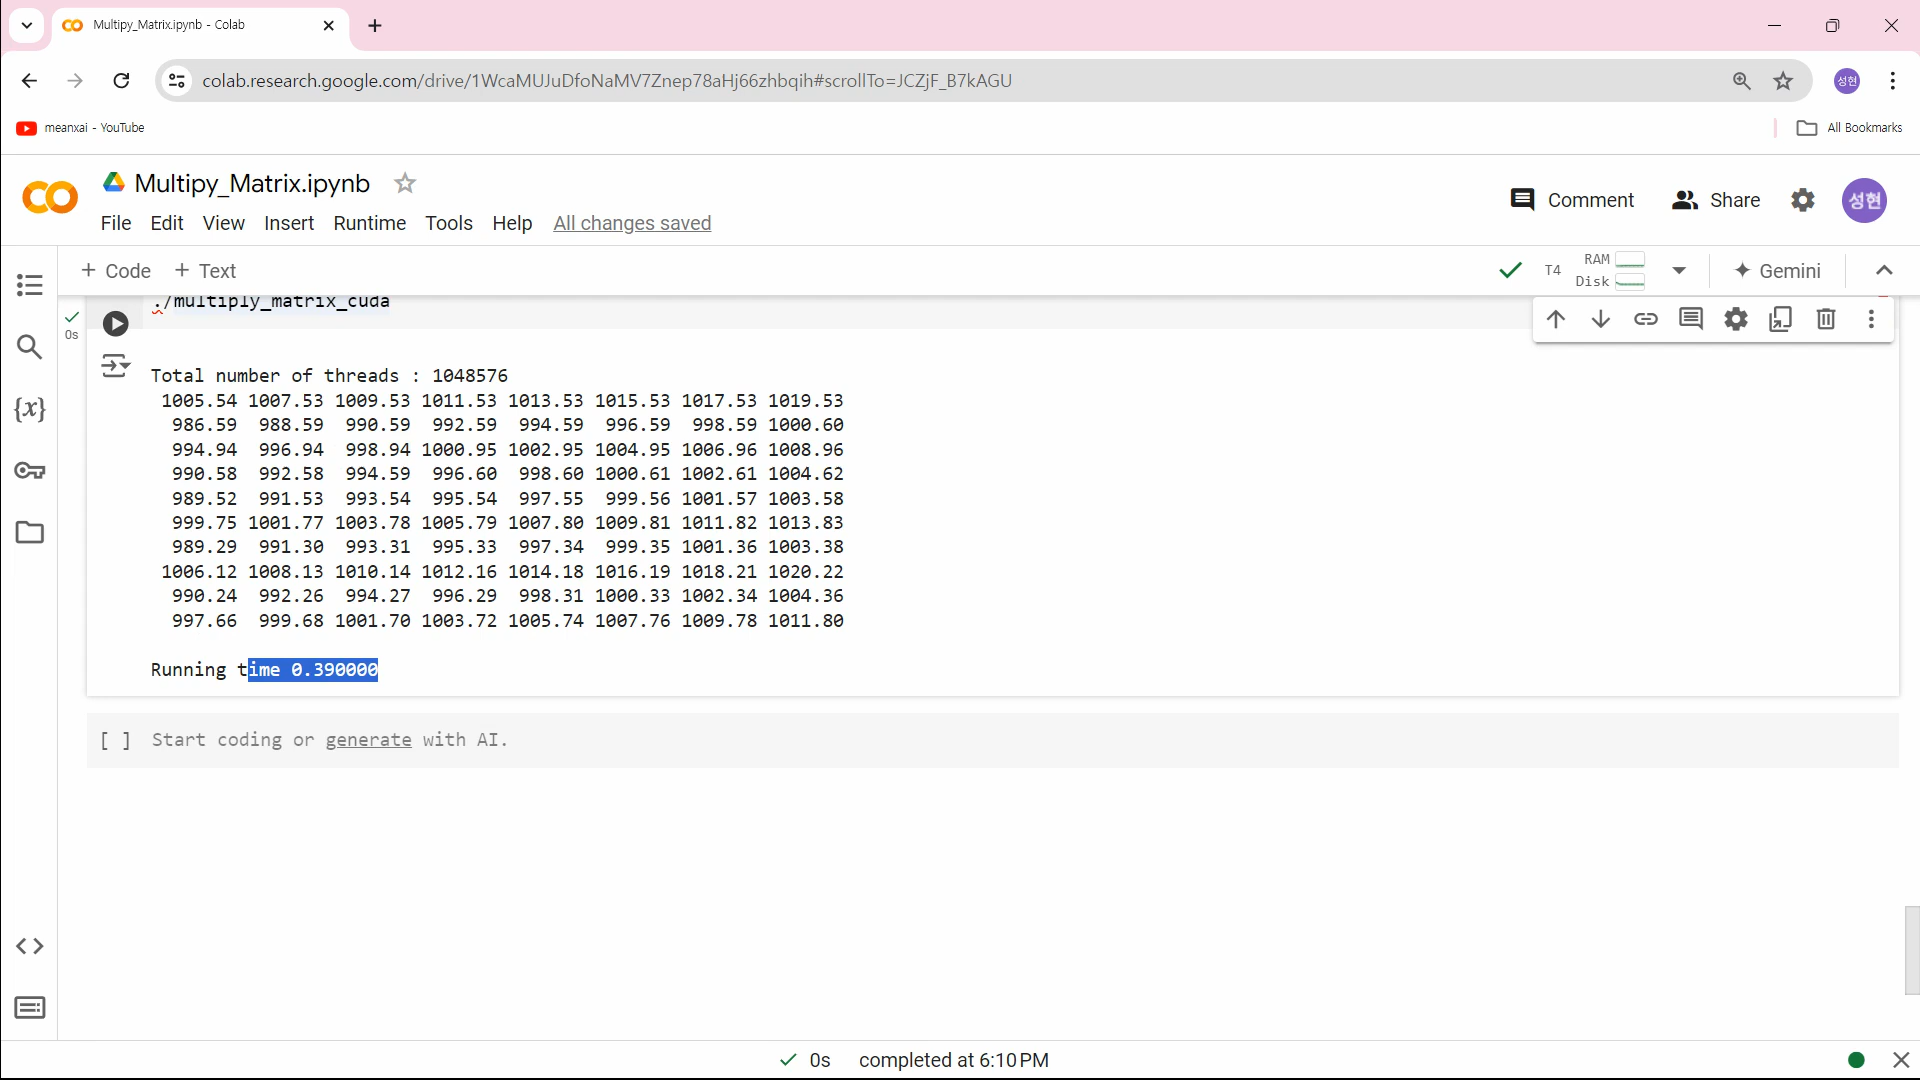 Multipy_Matrix.ipynb - Colab
colab.research.google.com/drive/1WcaMUJuDfoNaMV7Znep78aHj66zhbqih#scrollTo=JCZjF_B7kAGU
성현
meanxai - YouTube
All Bookmarks
Multipy_Matrix.ipynb
Comment
Share
성현
File Edit View Insert Runtime Tools Help All changes saved
+ Code + Text
T4
RAM
Disk
Gemini
./multiply_matrix_cuda
0s
{x}
Total number of threads : 1048576
1005.54 1007.53 1009.53 1011.53 1013.53 1015.53 1017.53 1019.53
986.59 988.59 990.59 992.59 994.59 996.59 998.59 1000.60
994.94 996.94 998.94 1000.95 1002.95 1004.95 1006.96 1008.96
990.58 992.58 994.59 996.60 998.60 1000.61 1002.61 1004.62
989.52 991.53 993.54 995.54 997.55 999.56 1001.57 1003.58
999.75 1001.77 1003.78 1005.79 1007.80 1009.81 1011.82 1013.83
989.29 991.30 993.31 995.33 997.34 999.35 1001.36 1003.38
1006.12 1008.13 1010.14 1012.16 1014.18 1016.19 1018.21 1020.22
990.24 992.26 994.27 996.29 998.31 1000.33 1002.34 1004.36
997.66 999.68 1001.70 1003.72 1005.74 1007.76 1009.78 1011.80
Running time 0.390000
[ ] Start coding or generate with AI.
0s completed at 6:10 PM